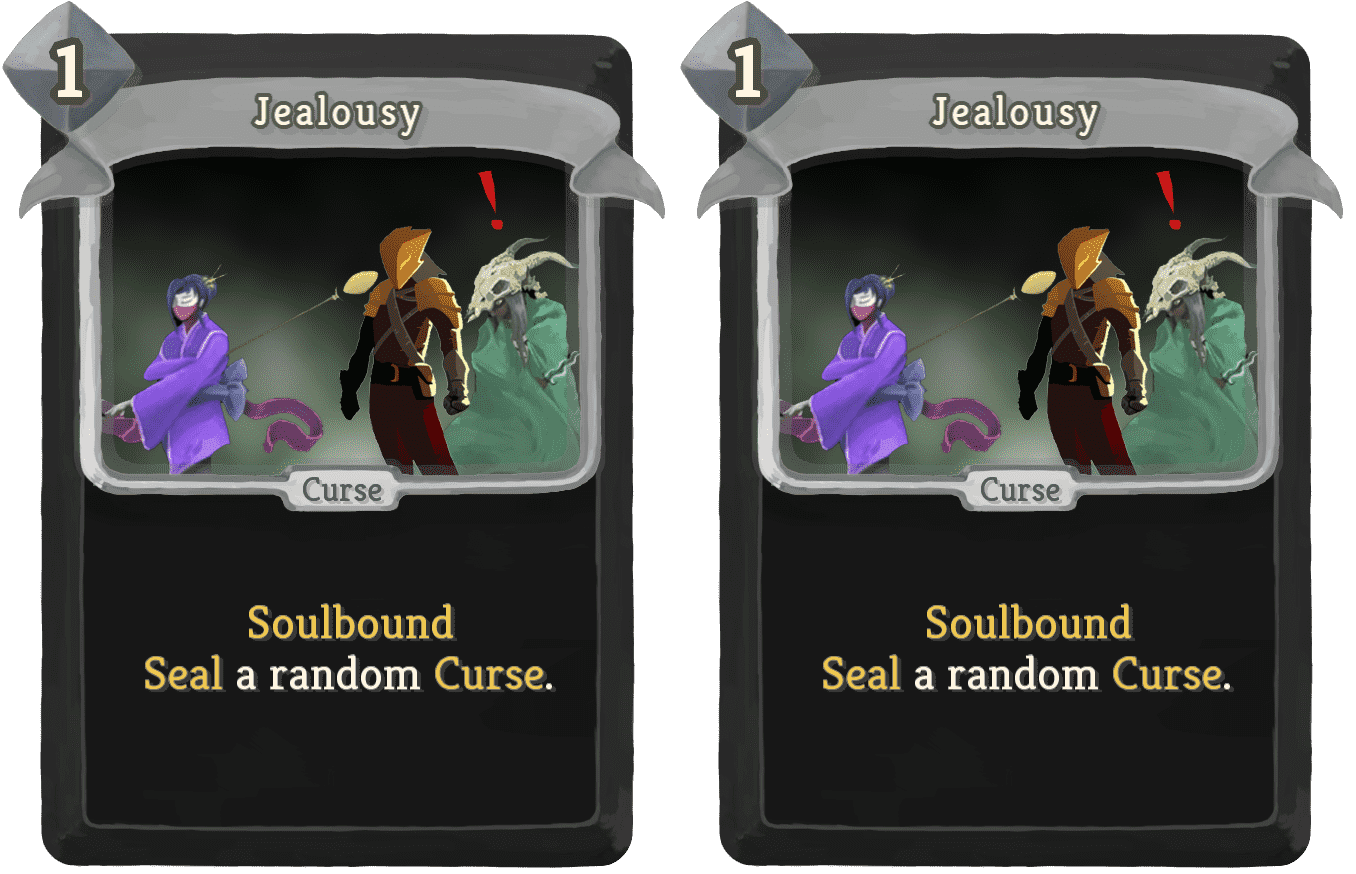 1
Jealousy
!
Curse
Soulbound
Seal a random Curse.
1
Jealousy
!
Curse
Soulbound
Seal a random Curse.